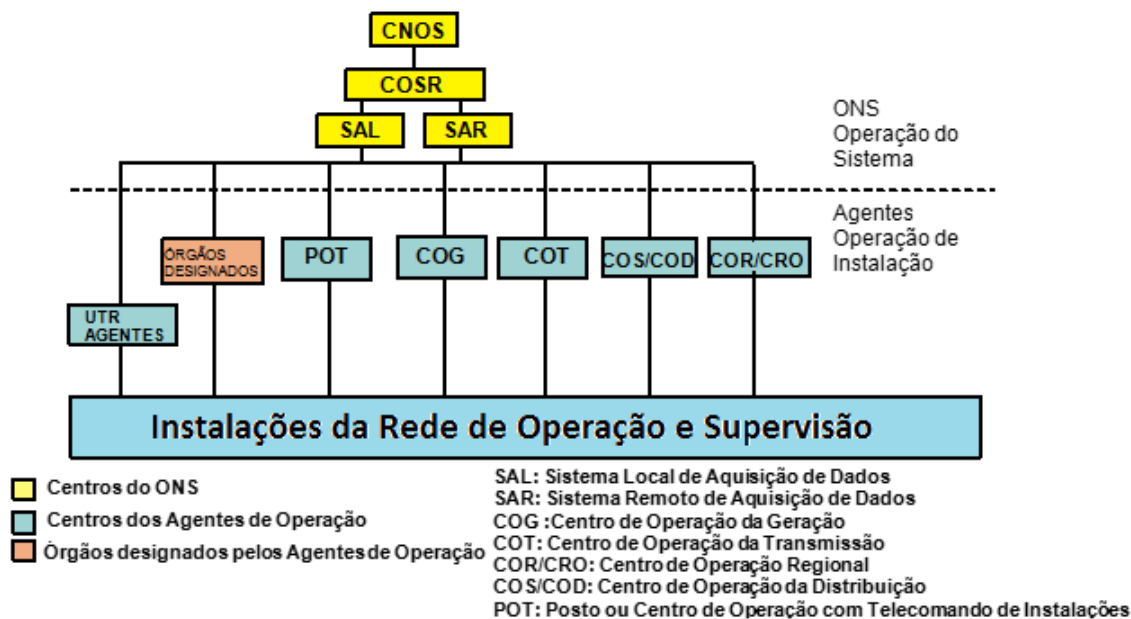 CNOS
COSR
SAL
SAR
ONS
Operação do
Sistema
Agentes
Operação de
Instalação
ÓRGÃOS
DESIGNADOS
POT
COG
COT
COS/COD
COR/CRO
UTR
AGENTES
Instalações da Rede de Operação e Supervisão
Centros do ONS
Centros dos Agentes de Operação
Órgãos designados pelos Agentes de Operação
SAL: Sistema Local de Aquisição de Dados
SAR: Sistema Remoto de Aquisição de Dados
COG :Centro de Operação da Geração
COT: Centro de Operação da Transmissão
COR/CRO: Centro de Operação Regional
COS/COD: Centro de Operação da Distribuição
POT: Posto ou Centro de Operação com Telecomando de Instalações